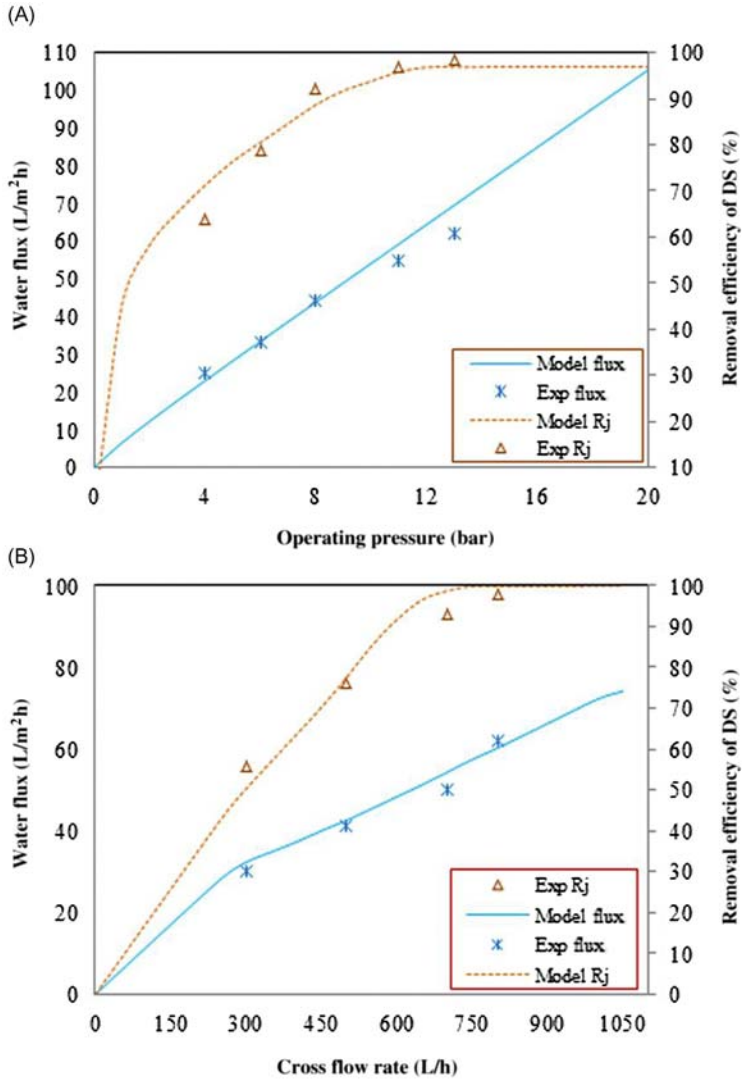 (A)
110
100
90
80
70
60
50
40
30
20
10
0
Water flux (L/m²h)
100
90
80
70
60
50
40
30
20
10
Removal efficiency of DS (%)
Model flux
Exp flux
Model Rj
Exp Rj
0 4 8 12 16 20
Operating pressure (bar)
(B)
100
80
60
40
20
0
Water flux (L/m²h)
100
90
80
70
60
50
40
30
20
10
0
Removal efficiency of DS (%)
Exp Rj
Model flux
Exp flux
Model Rj
0 150 300 450 600 750 900 1050
Cross flow rate (L/h)